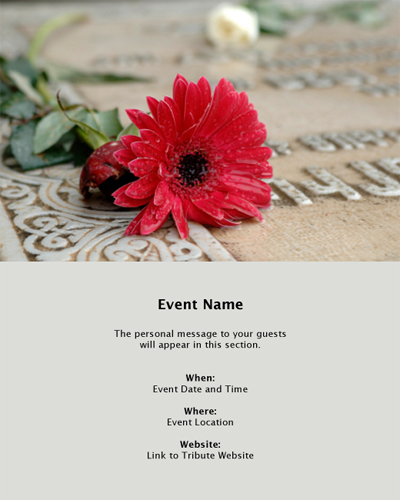 Event Name
The personal message to your guests
will appear in this section.
When:
Event Date and Time
Where:
Event Location
Website:
Link to Tribute Website